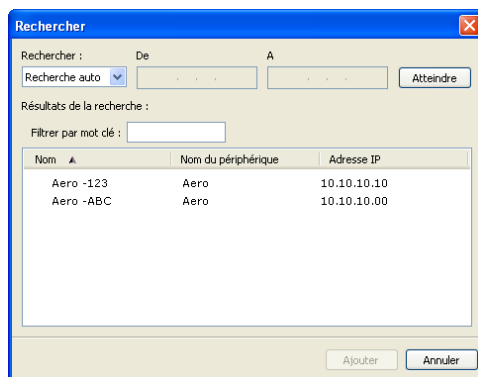 Rechercher
Rechercher : De A
Recherche auto . . . . . . Atteindre
Résultats de la recherche :
Filtrer par mot clé :
Nom Nom du périphérique Adresse IP
Aero -123 Aero 10.10.10.10
Aero -ABC Aero 10.10.10.00
Ajouter Annuler